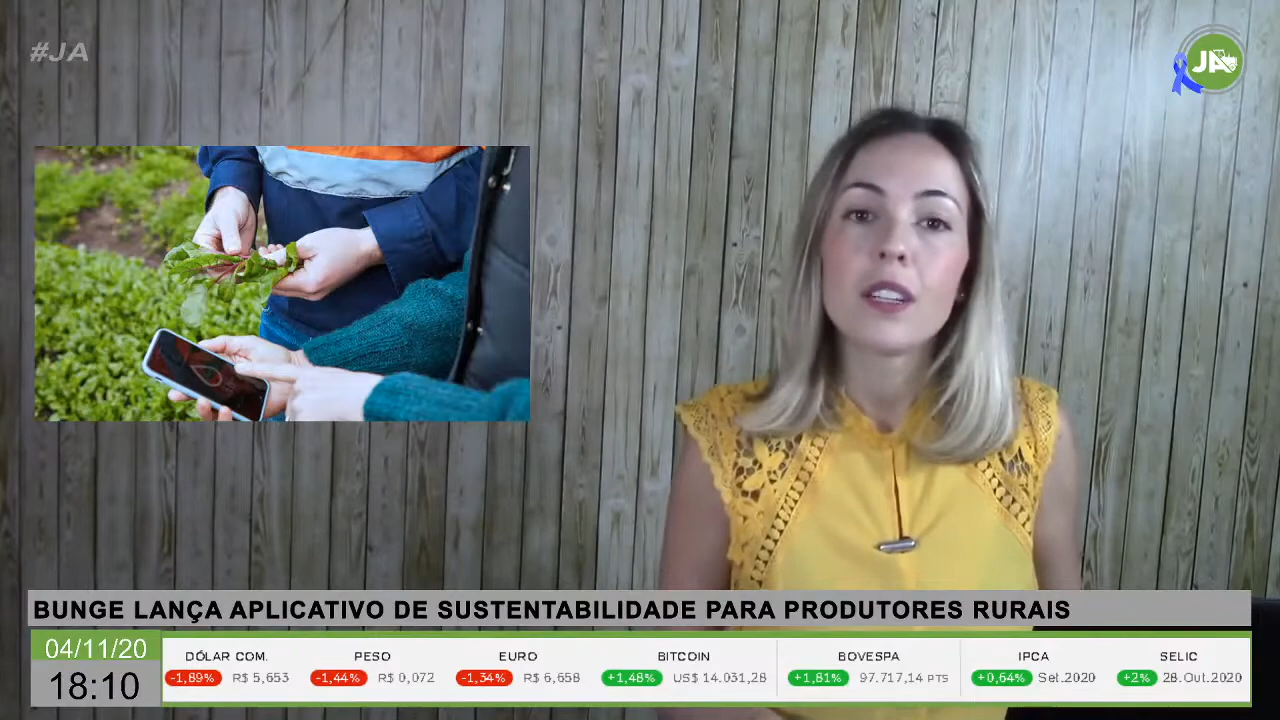 #JA
JA
BUNGE LANÇA APLICATIVO DE SUSTENTABILIDADE PARA PRODUTORES RURAIS
04/11/20
18:10
DÓLAR COM. PESO EURO BITCOIN BOVESPA IPCA SELIC
-1,89% R$ 5,653 -1,44% R$ 0,072 -1,34% R$ 6,658 +1,48% US$ 14.031,28 +1,81% 97.717,14 PTS +0,64% Set.2020 +2% 28.Out.2020